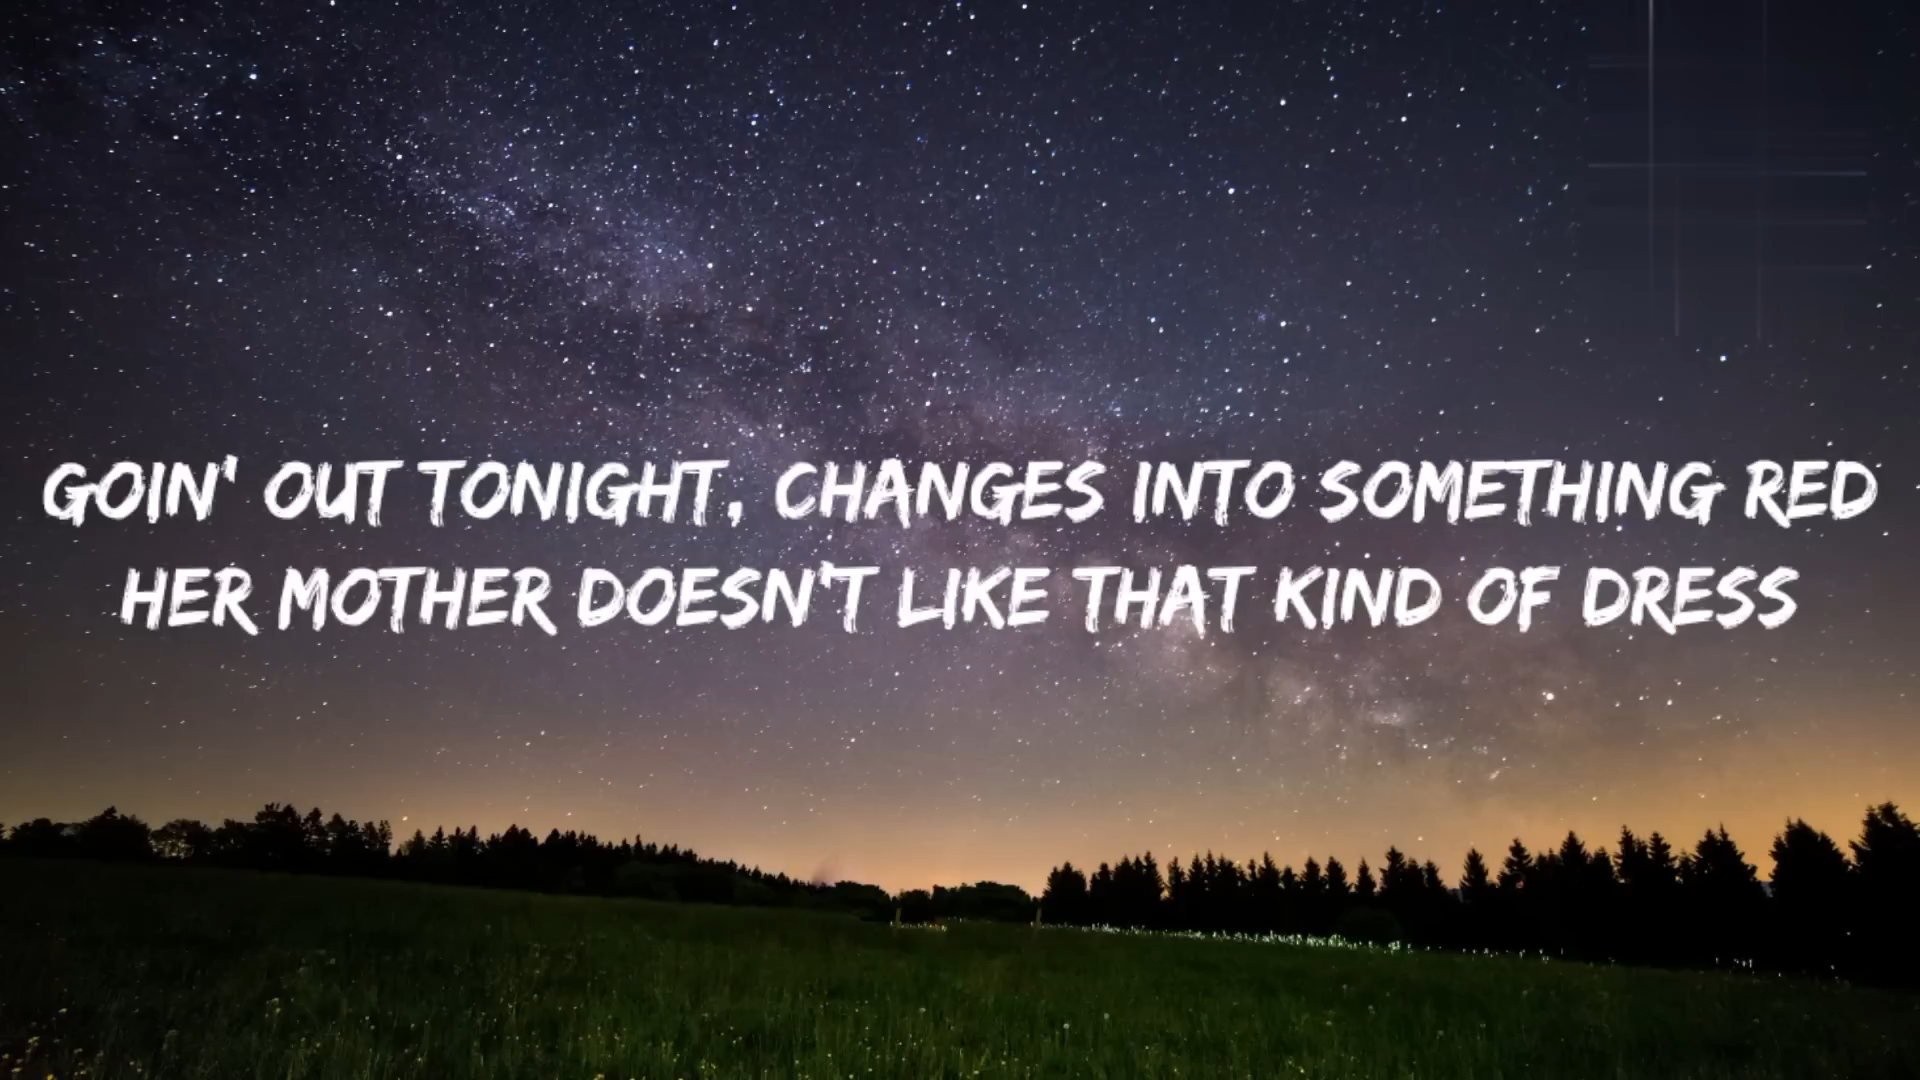 GOIN' OUT TONIGHT, CHANGES INTO SOMETHING RED
HER MOTHER DOESN'T LIKE THAT KIND OF DRESS